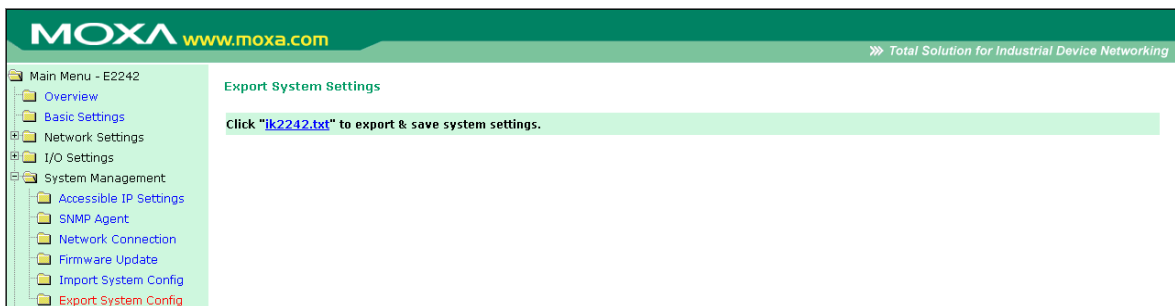 MOXA www.moxa.com
Total Solution for Industrial Device Networking
Main Menu - E2242
Overview
Basic Settings
Network Settings
I/O Settings
System Management
Accessible IP Settings
SNMP Agent
Network Connection
Firmware Update
Import System Config
Export System Config
Export System Settings
Click "ik2242.txt" to export & save system settings.